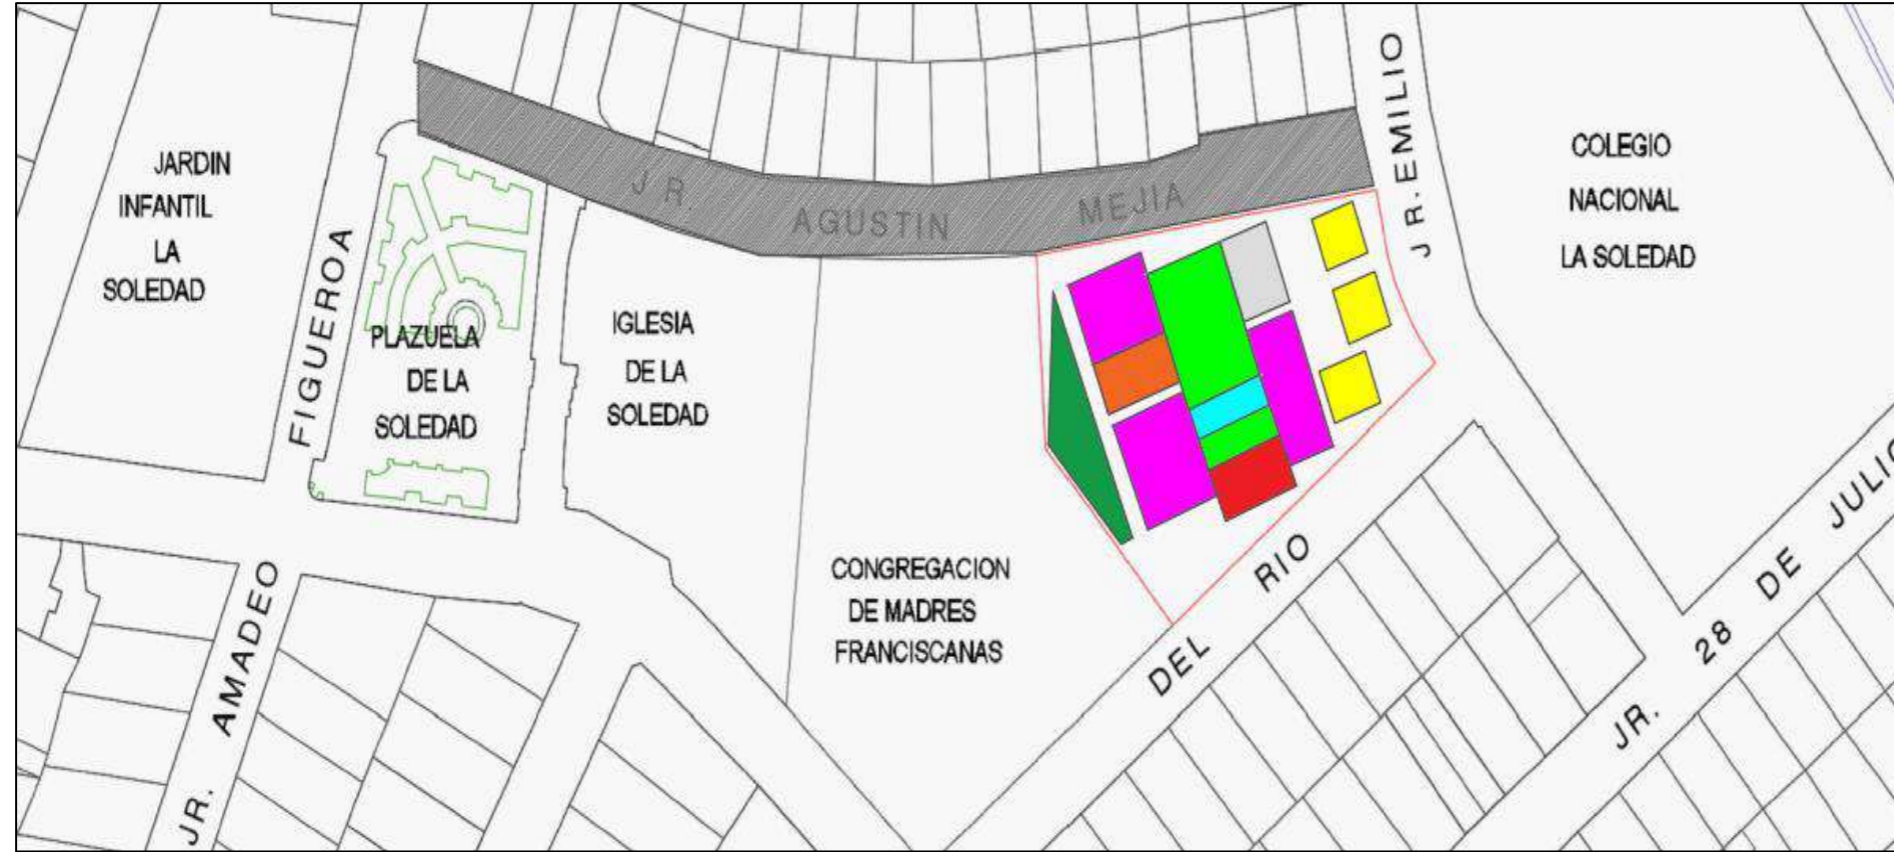 JARDIN
INFANTIL
LA
SOLEDAD
FIGUEROA
JR. AMADEO
PLAZUELA
DE LA
SOLEDAD
IGLESIA
DE LA
SOLEDAD
JR. AGUSTIN MEJIA
CONGREGACION
DE MADRES
FRANCISCANAS
JR. EMILIO
DEL RIO
COLEGIO
NACIONAL
LA SOLEDAD
JR. 28 DE JULIO